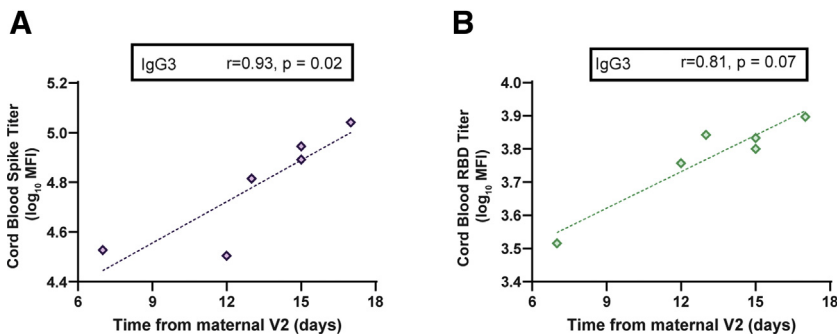 A
IgG3 r=0.93, p = 0.02
Cord Blood Spike Titer
(log10 MFI)
5.2
5.0
4.8
4.6
4.4
6 9 12 15 18
Time from maternal V2 (days)
B
IgG3 r=0.81, p = 0.07
Cord Blood RBD Titer
(log10 MFI)
4.0
3.9
3.8
3.7
3.6
3.5
3.4
6 9 12 15 18
Time from maternal V2 (days)